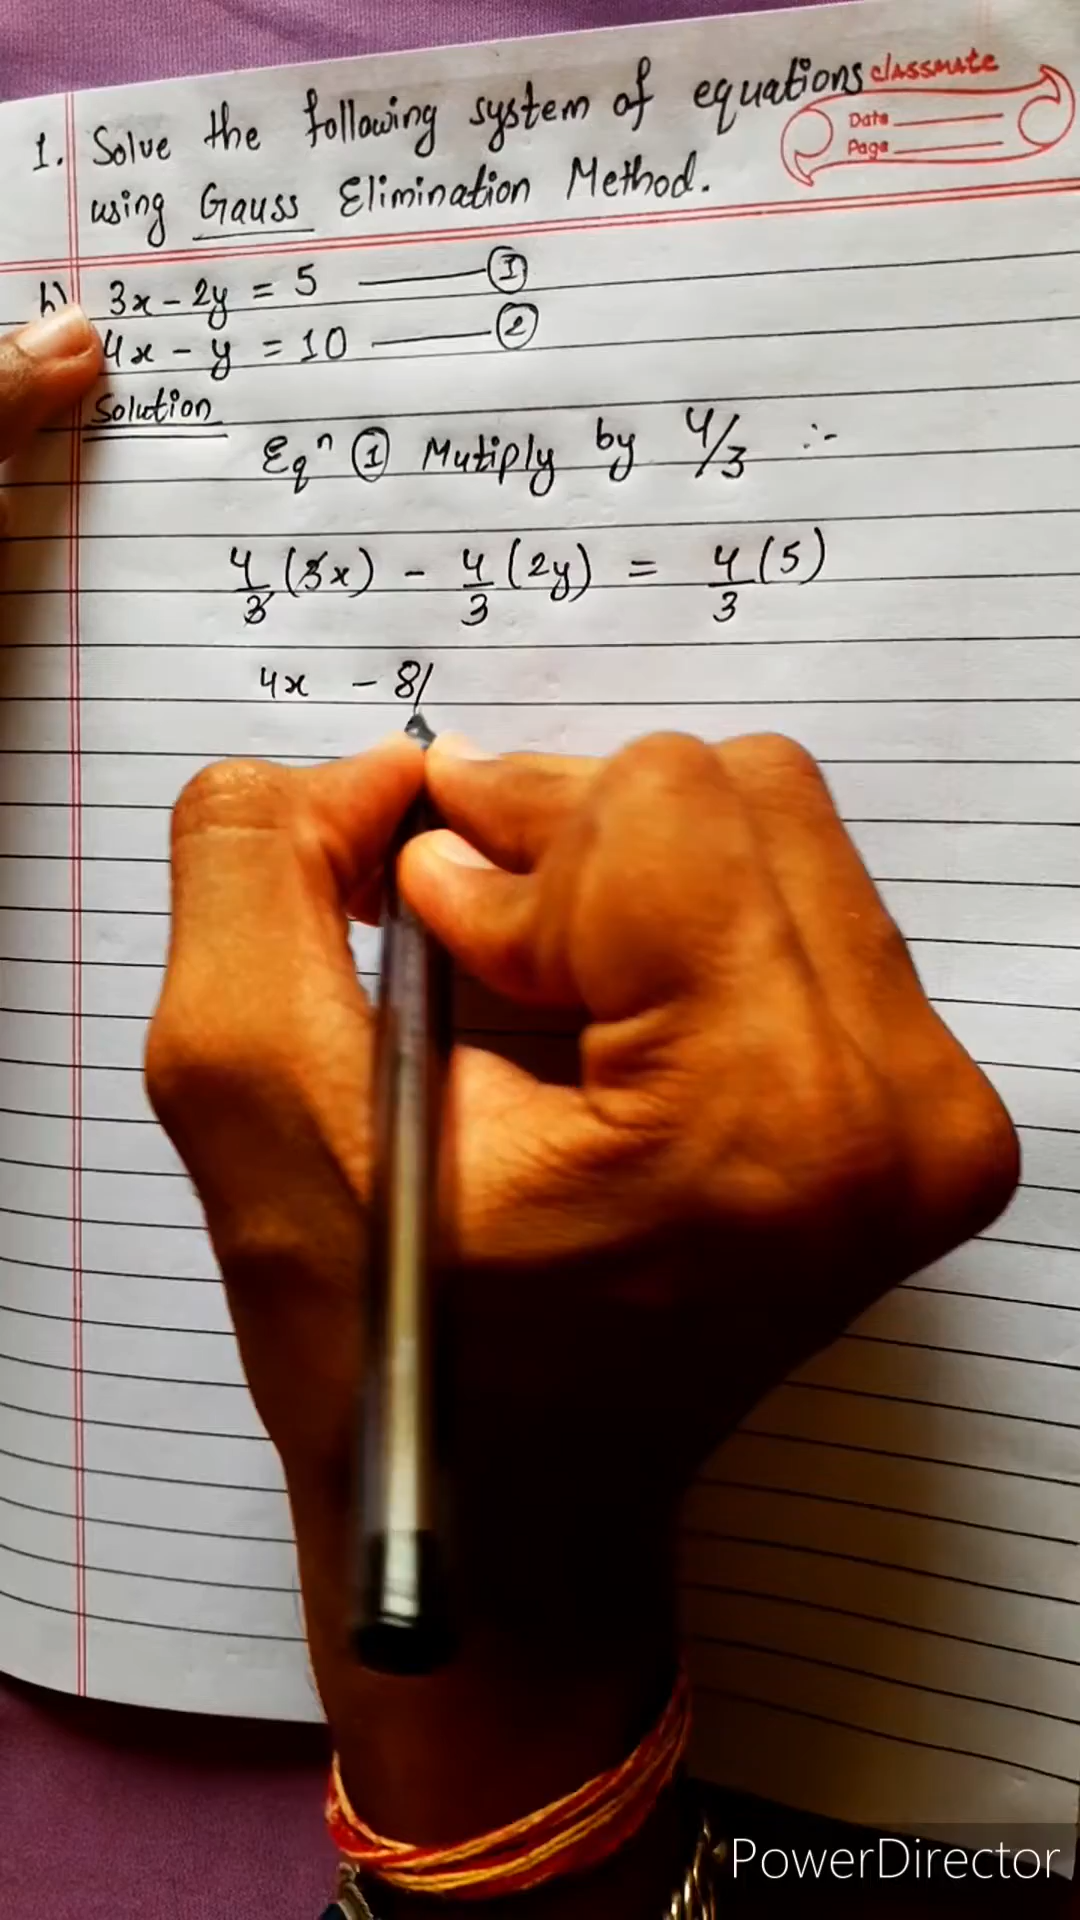 classmate
Date
Page
1. Solve the following system of equations
using Gauss Elimination Method.
h) 3x - 2y = 5 ——— ①
4x - y = 10 ——— ②
Solution
Eqⁿ ① Mutiply by 4/3 :-
4/3 (3x) - 4/3 (2y) = 4/3 (5)
4x - 8/
PowerDirector